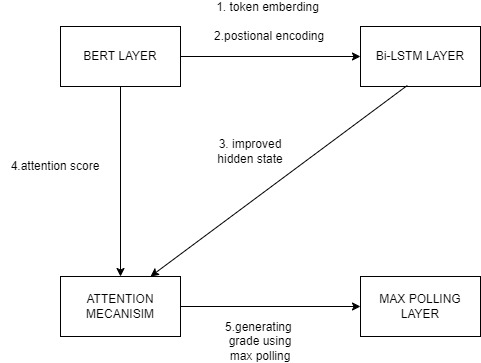 1. token emberding
2.postional encoding
BERT LAYER
Bi-LSTM LAYER
3. improved
hidden state
4.attention score
ATTENTION
MECANISIM
MAX POLLING
LAYER
5.generating
grade using
max polling